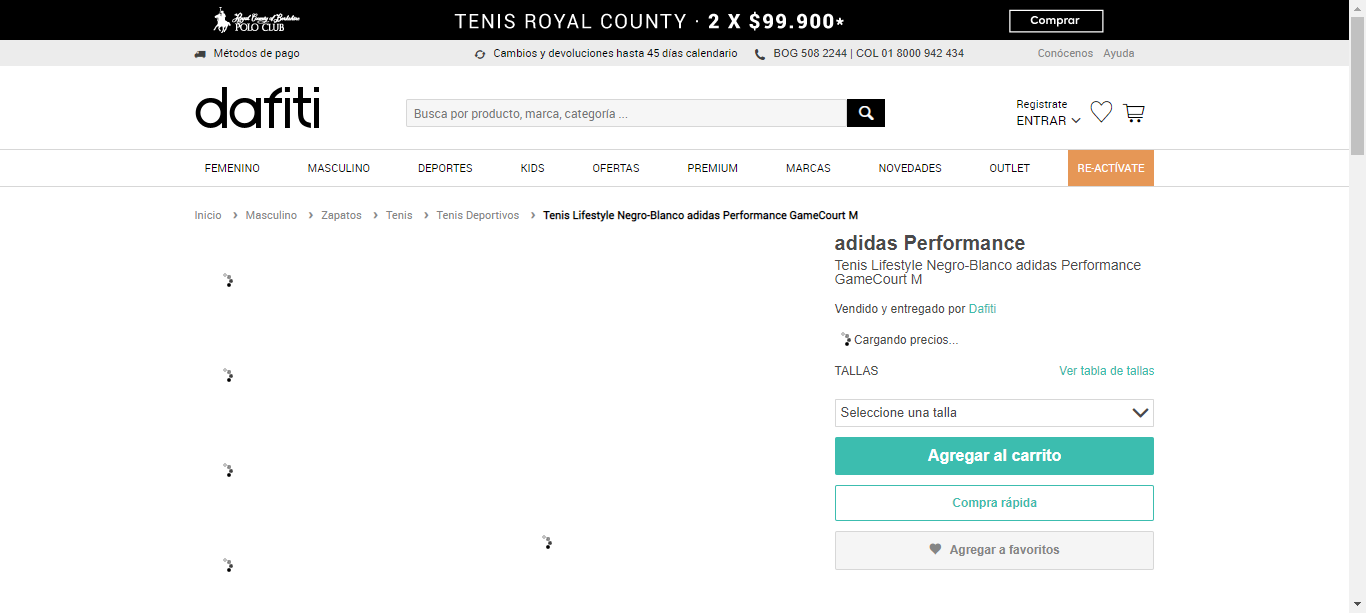 Royal County of Berkshire
POLO CLUB
TENIS ROYAL COUNTY · 2 X $99.900*
Comprar
Métodos de pago
Cambios y devoluciones hasta 45 días calendario
BOG 508 2244 | COL 01 8000 942 434
Conócenos
Ayuda
dafiti
Busca por producto, marca, categoría ...
Registrate
ENTRAR
FEMENINO
MASCULINO
DEPORTES
KIDS
OFERTAS
PREMIUM
MARCAS
NOVEDADES
OUTLET
RE-ACTÍVATE
Inicio > Masculino > Zapatos > Tenis > Tenis Deportivos > Tenis Lifestyle Negro-Blanco adidas Performance GameCourt M
adidas Performance
Tenis Lifestyle Negro-Blanco adidas Performance
GameCourt M
Vendido y entregado por Dafiti
Cargando precios...
TALLAS
Ver tabla de tallas
Seleccione una talla
Agregar al carrito
Compra rápida
Agregar a favoritos